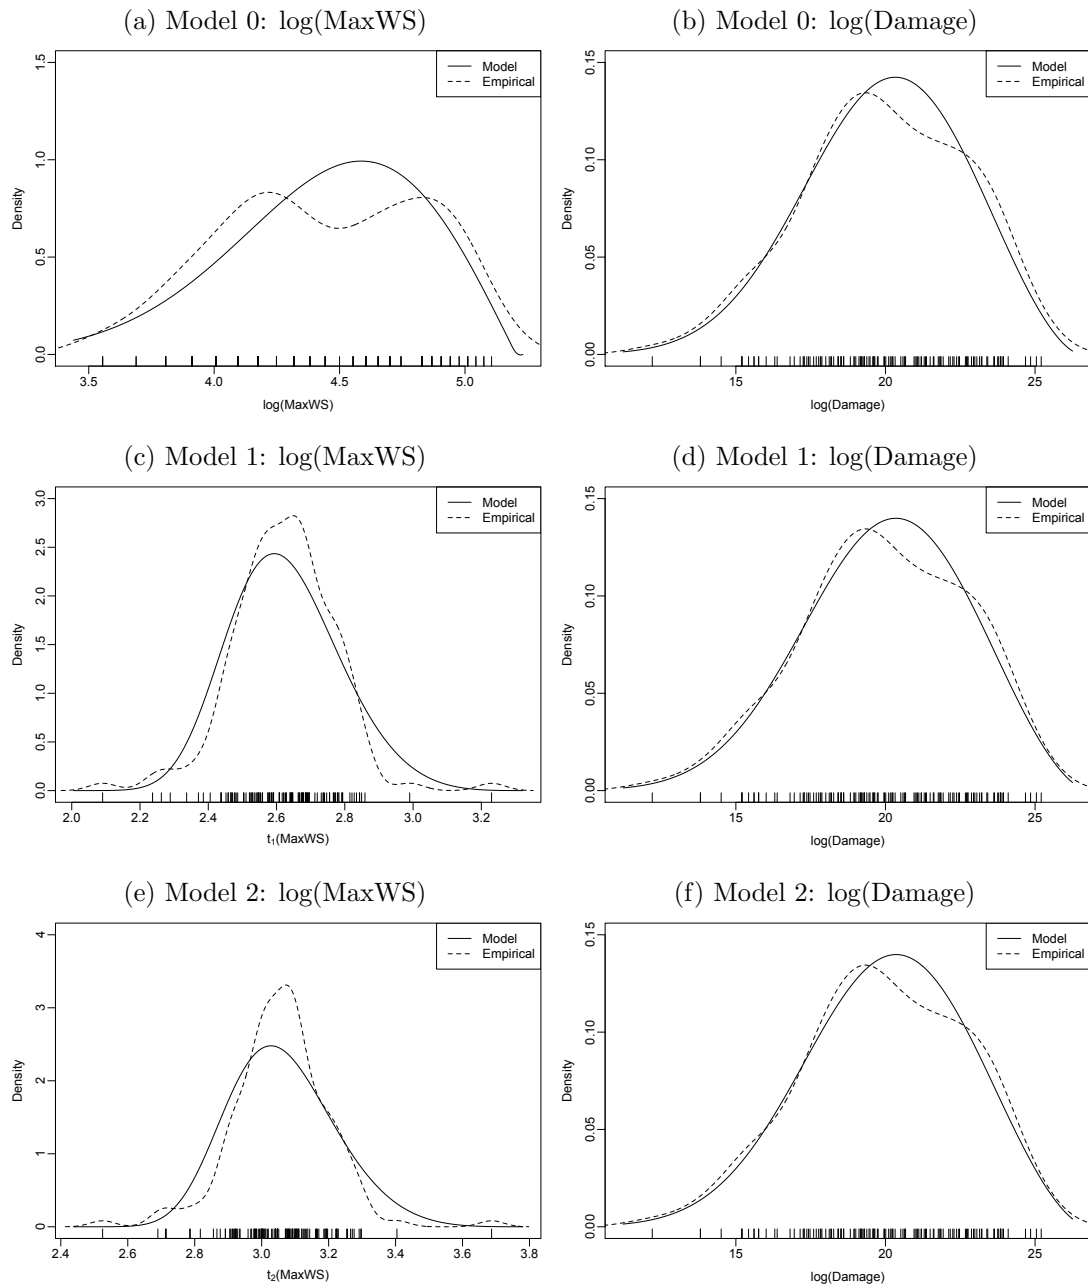 (a) Model 0: log(MaxWS)
Density
0.0 0.5 1.0 1.5
Model
Empirical
3.5 4.0 4.5 5.0
log(MaxWS)
(b) Model 0: log(Damage)
Density
0.00 0.05 0.10 0.15
Model
Empirical
15 20 25
log(Damage)
(c) Model 1: log(MaxWS)
Density
0.0 0.5 1.0 1.5 2.0 2.5 3.0
Model
Empirical
2.0 2.2 2.4 2.6 2.8 3.0 3.2
t₁(MaxWS)
(d) Model 1: log(Damage)
Density
0.00 0.05 0.10 0.15
Model
Empirical
15 20 25
log(Damage)
(e) Model 2: log(MaxWS)
Density
0 1 2 3 4
Model
Empirical
2.4 2.6 2.8 3.0 3.2 3.4 3.6 3.8
t₂(MaxWS)
(f) Model 2: log(Damage)
Density
0.00 0.05 0.10 0.15
Model
Empirical
15 20 25
log(Damage)